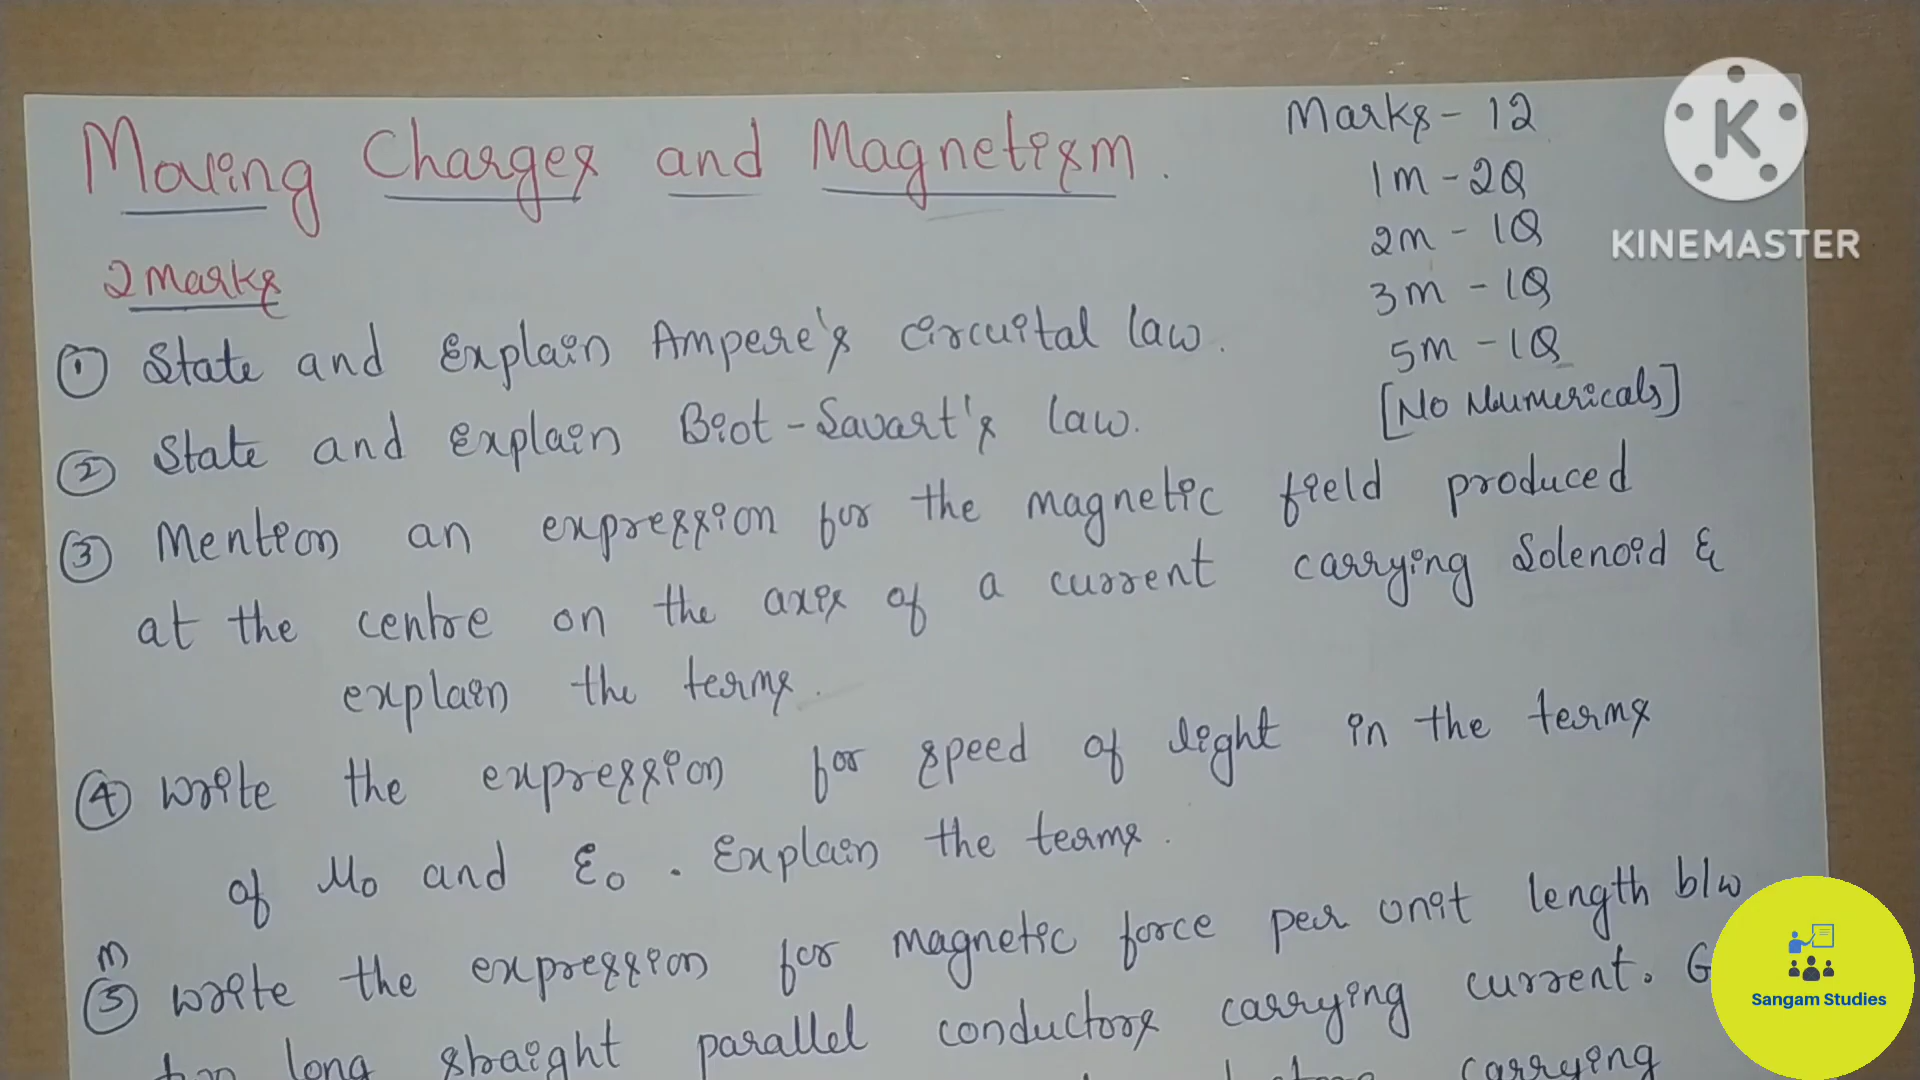 Moving Charges and Magnetism.
Marks - 12
1m - 2Q
2m - 1Q
3m - 1Q
5m - 1Q
[No Numericals]
KINEMASTER
2 Marks
① State and Explain Ampere's circuital law.
② State and Explain Biot-Savart's law.
③ Mention an expression for the magnetic field produced
at the centre on the axis of a current carrying Solenoid &
explain the terms.
④ Write the expression for speed of light in the terms
of μ₀ and ε₀. Explain the terms.
m
⑤ Write the expression for magnetic force per unit length b/w
two long straight parallel conductors carrying current. G
carrying
Sangam Studies